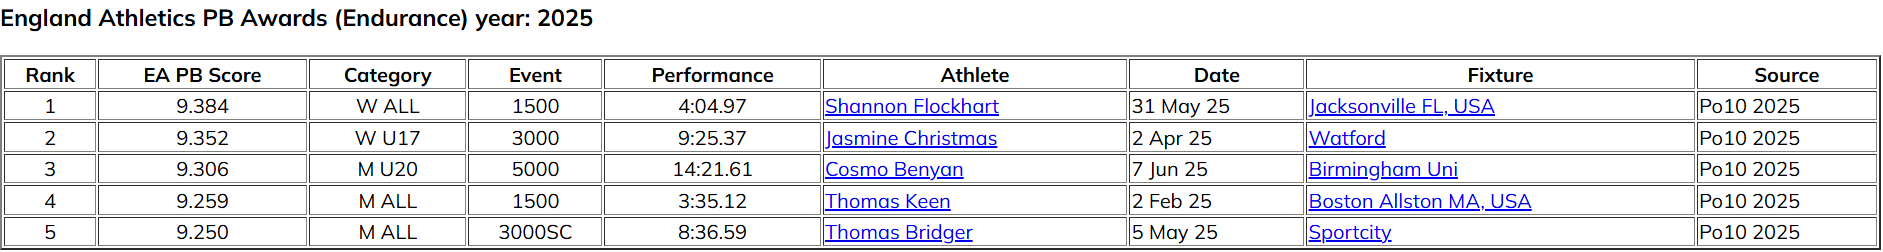 England Athletics PB Awards (Endurance) year: 2025
Rank EA PB Score Category Event Performance Athlete Date Fixture Source
1 9.384 W ALL 1500 4:04.97 Shannon Flockhart 31 May 25 Jacksonville FL, USA Po10 2025
2 9.352 W U17 3000 9:25.37 Jasmine Christmas 2 Apr 25 Watford Po10 2025
3 9.306 M U20 5000 14:21.61 Cosmo Benyan 7 Jun 25 Birmingham Uni Po10 2025
4 9.259 M ALL 1500 3:35.12 Thomas Keen 2 Feb 25 Boston Allston MA, USA Po10 2025
5 9.250 M ALL 3000SC 8:36.59 Thomas Bridger 5 May 25 Sportcity Po10 2025